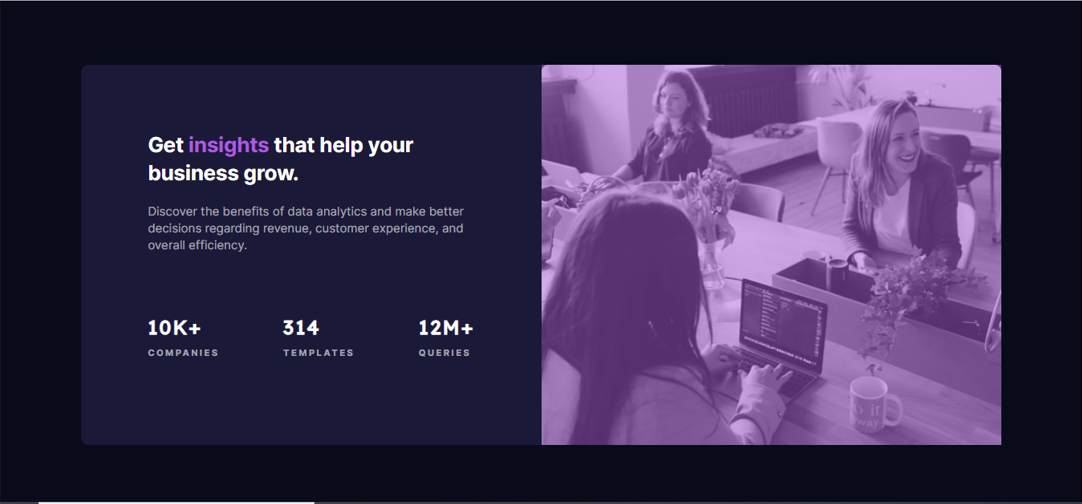 Get insights that help your
business grow.
Discover the benefits of data analytics and make better
decisions regarding revenue, customer experience, and
overall efficiency.
10K+ 314 12M+
COMPANIES TEMPLATES QUERIES